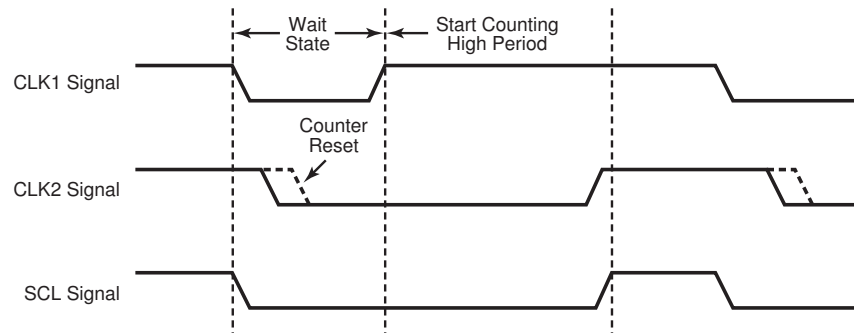 Wait
State
Start Counting
High Period
CLK1 Signal
Counter
Reset
CLK2 Signal
SCL Signal